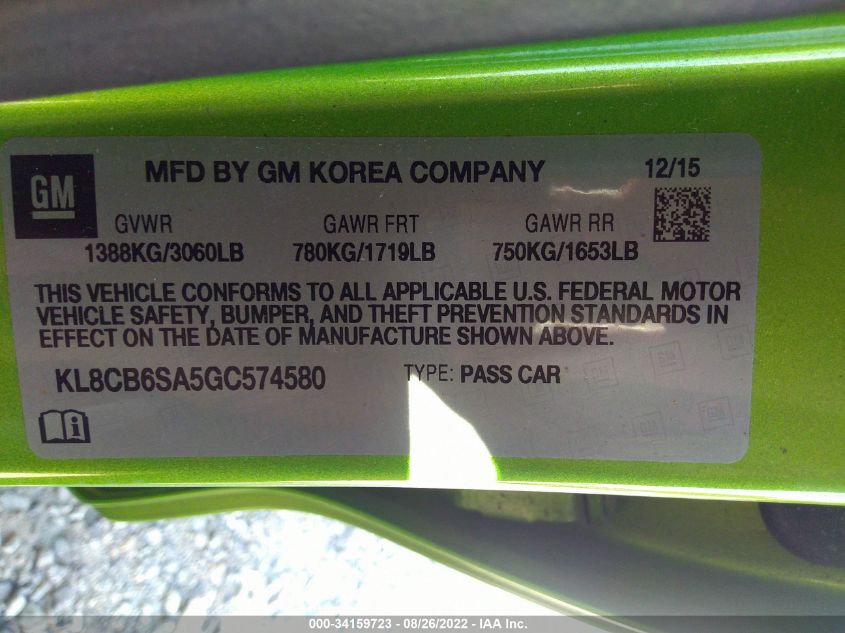 GM
MFD BY GM KOREA COMPANY 12/15
GVWR GAWR FRT GAWR RR
1388KG/3060LB 780KG/1719LB 750KG/1653LB
THIS VEHICLE CONFORMS TO ALL APPLICABLE U.S. FEDERAL MOTOR
VEHICLE SAFETY, BUMPER, AND THEFT PREVENTION STANDARDS IN
EFFECT ON THE DATE OF MANUFACTURE SHOWN ABOVE.
KL8CB6SA5GC574580 TYPE: PASS CAR
000-34159723 - 08/26/2022 - IAA Inc.